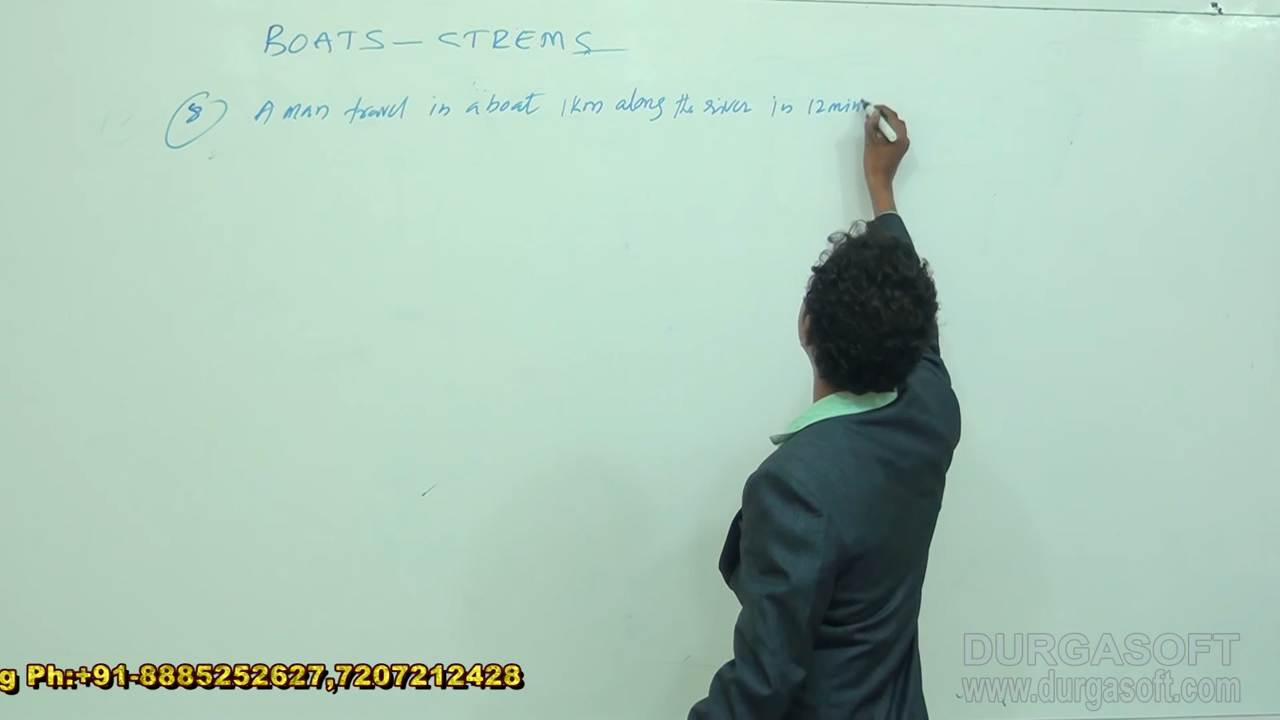 BOATS - STREMS
8 A man travel in a boat 1km along the river in 12min
g Ph:+91-8885252627,7207212428
DURGASOFT
www.durgasoft.com